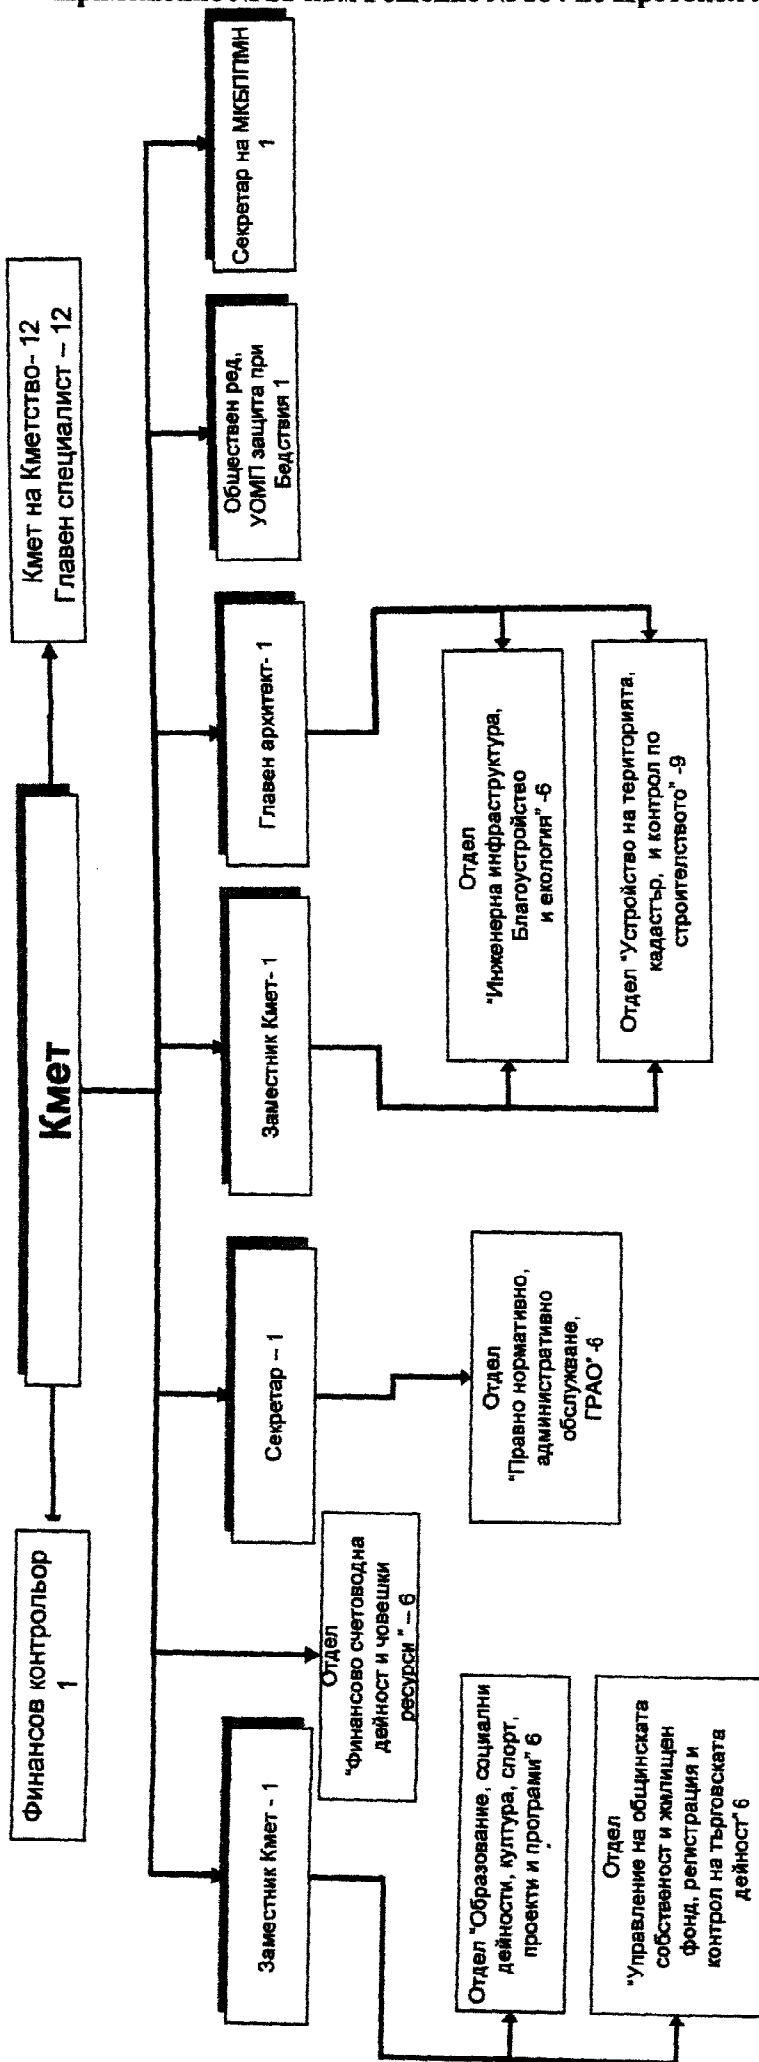 Финансов контрольор
1
Кмет
Кмет на Кметство- 12
Главен специалист – 12
Заместник Кмет - 1
Отдел
"Финансово счетоводна
дейност и човешки
ресурси " – 6
Секретар – 1
Заместник Кмет- 1
Главен архитект- 1
Обществен ред,
УОМП защита при
Бедствия 1
Секретар на МКБППМН
1
Отдел "Образование, социални
дейности, култура, спорт,
проекти и програми" 6
Отдел
"Управление на общинската
собственост и жилищен
фонд, регистрация и
контрол на търговската
дейност" 6
Отдел
"Правно нормативно,
административно
обслужване,
ГРАО" -6
Отдел
"Инженерна инфраструктура,
Благоустройство
и екология" -6
Отдел "Устройство на територията,
кадастър, и контрол по
строителството" -9